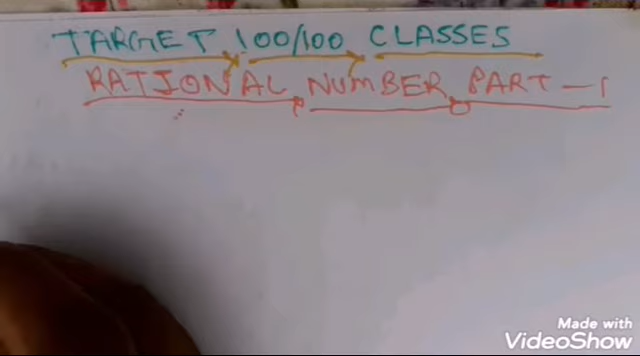 TARGET 100/100 CLASSES
RATIONAL NUMBER PART-1
Made with
VideoShow